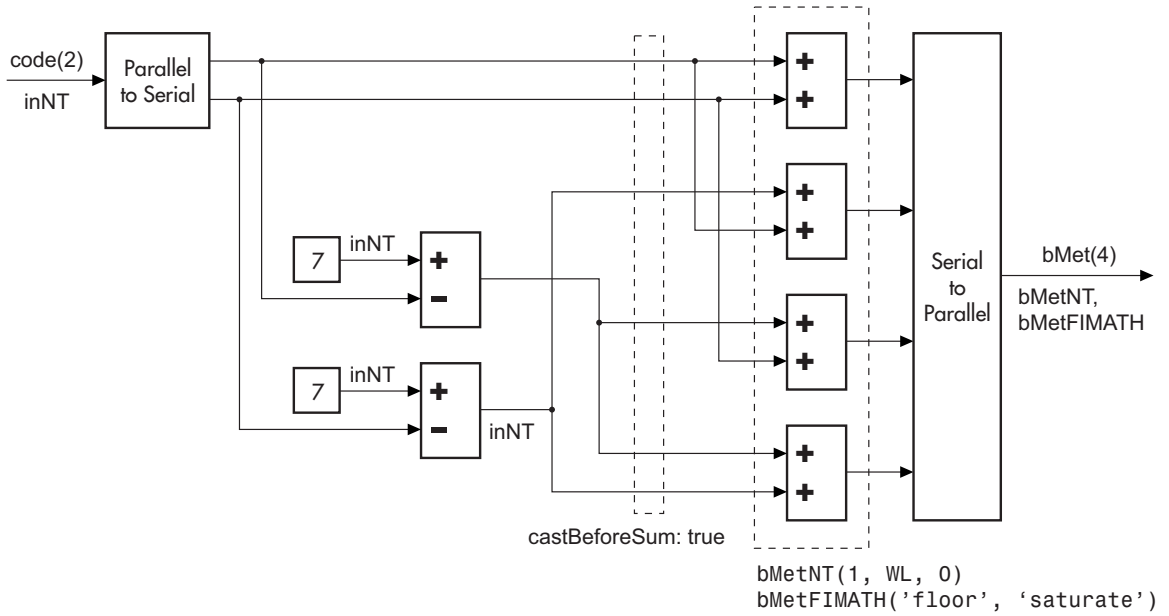 code(2)
inNT
Parallel
to Serial
+
+
+
+
7
inNT
+
−
Serial
to
Parallel
bMet(4)
bMetNT,
bMetFIMATH
+
+
7
inNT
+
−
inNT
+
+
castBeforeSum: true
bMetNT(1, WL, 0)
bMetFIMATH('floor', ‘saturate’)